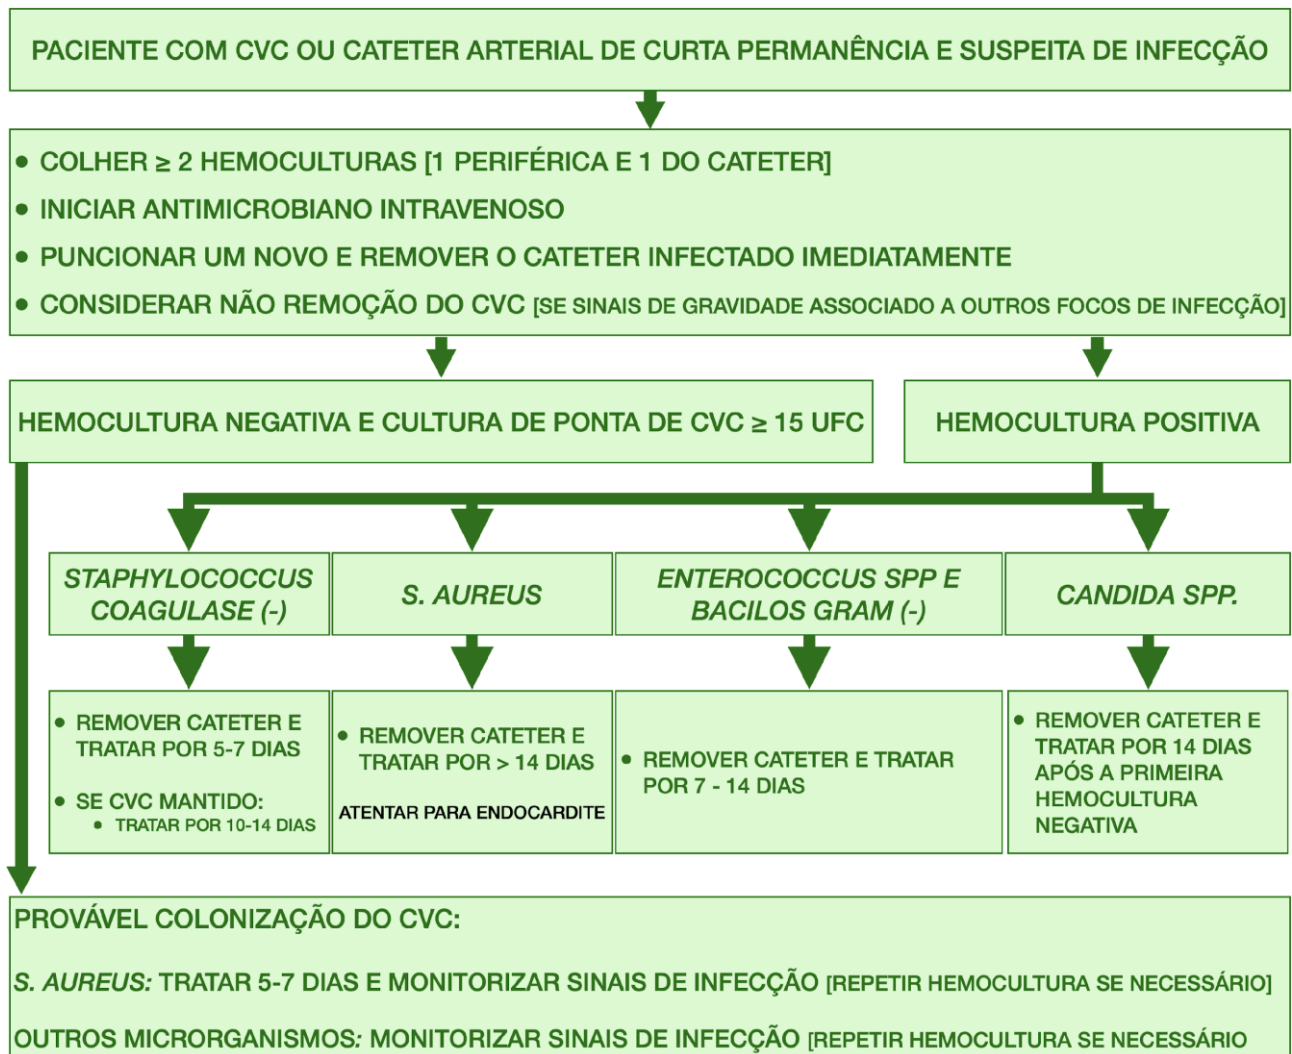 PACIENTE COM CVC OU CATETER ARTERIAL DE CURTA PERMANÊNCIA E SUSPEITA DE INFECÇÃO
• COLHER ≥ 2 HEMOCULTURAS [1 PERIFÉRICA E 1 DO CATETER]
• INICIAR ANTIMICROBIANO INTRAVENOSO
• PUNCIONAR UM NOVO E REMOVER O CATETER INFECTADO IMEDIATAMENTE
• CONSIDERAR NÃO REMOÇÃO DO CVC [SE SINAIS DE GRAVIDADE ASSOCIADO A OUTROS FOCOS DE INFECÇÃO]
HEMOCULTURA NEGATIVA E CULTURA DE PONTA DE CVC ≥ 15 UFC
HEMOCULTURA POSITIVA
STAPHYLOCOCCUS
COAGULASE (-)
S. AUREUS
ENTEROCOCCUS SPP E
BACILOS GRAM (-)
CANDIDA SPP.
• REMOVER CATETER E
TRATAR POR 5-7 DIAS
• SE CVC MANTIDO:
• TRATAR POR 10-14 DIAS
• REMOVER CATETER E
TRATAR POR > 14 DIAS
ATENTAR PARA ENDOCARDITE
• REMOVER CATETER E TRATAR
POR 7 - 14 DIAS
• REMOVER CATETER E
TRATAR POR 14 DIAS
APÓS A PRIMEIRA
HEMOCULTURA
NEGATIVA
PROVÁVEL COLONIZAÇÃO DO CVC:
S. AUREUS: TRATAR 5-7 DIAS E MONITORIZAR SINAIS DE INFECÇÃO [REPETIR HEMOCULTURA SE NECESSÁRIO]
OUTROS MICRORGANISMOS: MONITORIZAR SINAIS DE INFECÇÃO [REPETIR HEMOCULTURA SE NECESSÁRIO